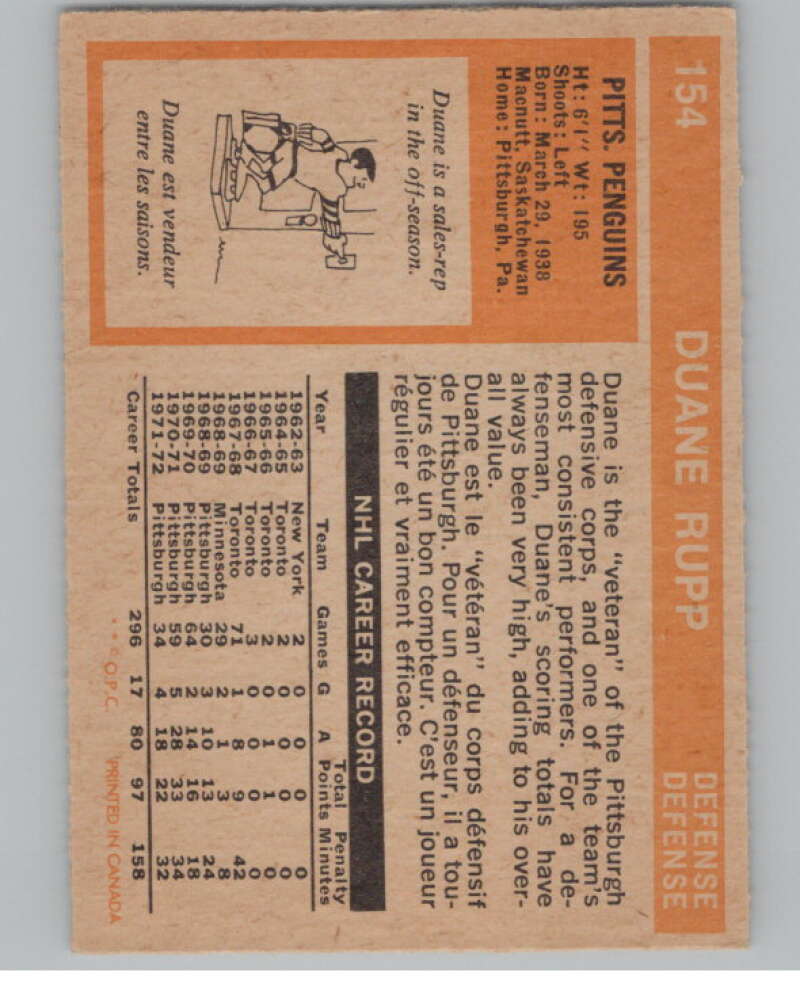 154 DUANE RUPP DEFENSE
DEFENSE
PITTS. PENGUINS
Ht: 6'1" Wt: 195
Shoots: Left
Born: March 29, 1938
Macnutt, Saskatchewan
Home: Pittsburgh, Pa.
Duane is a sales-rep
in the off-season.
Duane est vendeur
entre les saisons.
Duane is the "veteran" of the Pittsburgh
defensive corps, and one of the team's
most consistent performers. For a de-
fenseman, Duane's scoring totals have
always been very high, adding to his over-
all value.
Duane est le "vétéran" du corps défensif
de Pittsburgh. Pour un défenseur, il a tou-
jours été un bon compteur. C'est un joueur
régulier et vraiment efficace.
NHL CAREER RECORD
Total Penalty
Year Team Games G A Points Minutes
1962-63 New York 2 0 0 0 0
1964-65 Toronto 2 0 0 0 0
1965-66 Toronto 2 0 1 1 0
1966-67 Toronto 3 0 0 0 0
1967-68 Toronto 71 1 8 9 42
1968-69 Minnesota 29 2 1 3 8
1968-69 Pittsburgh 30 3 10 13 24
1969-70 Pittsburgh 64 2 14 16 18
1970-71 Pittsburgh 59 5 28 33 34
1971-72 Pittsburgh 34 4 18 22 32
Career Totals 296 17 80 97 158
* * © O.P.C. PRINTED IN CANADA